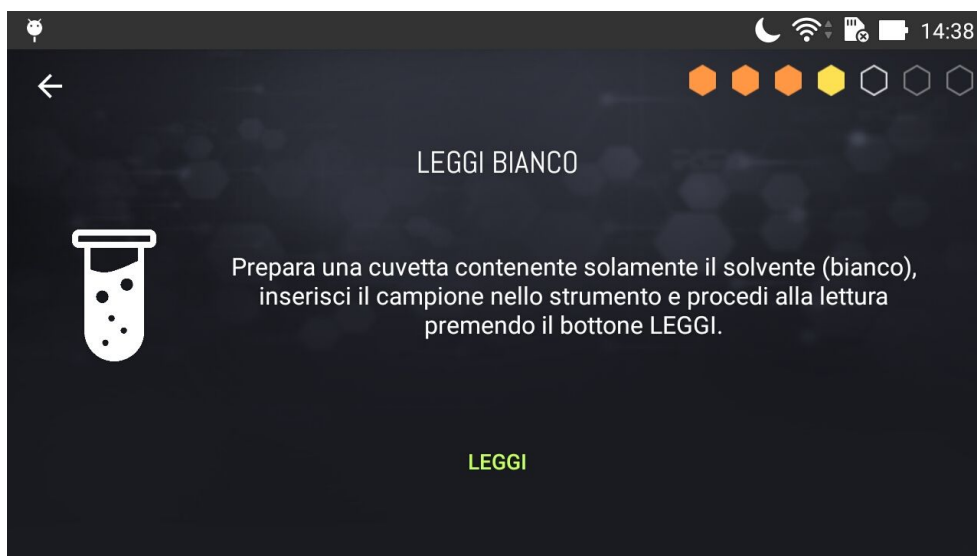 14:38
LEGGI BIANCO
Prepara una cuvetta contenente solamente il solvente (bianco),
inserisci il campione nello strumento e procedi alla lettura
premendo il bottone LEGGI.
LEGGI